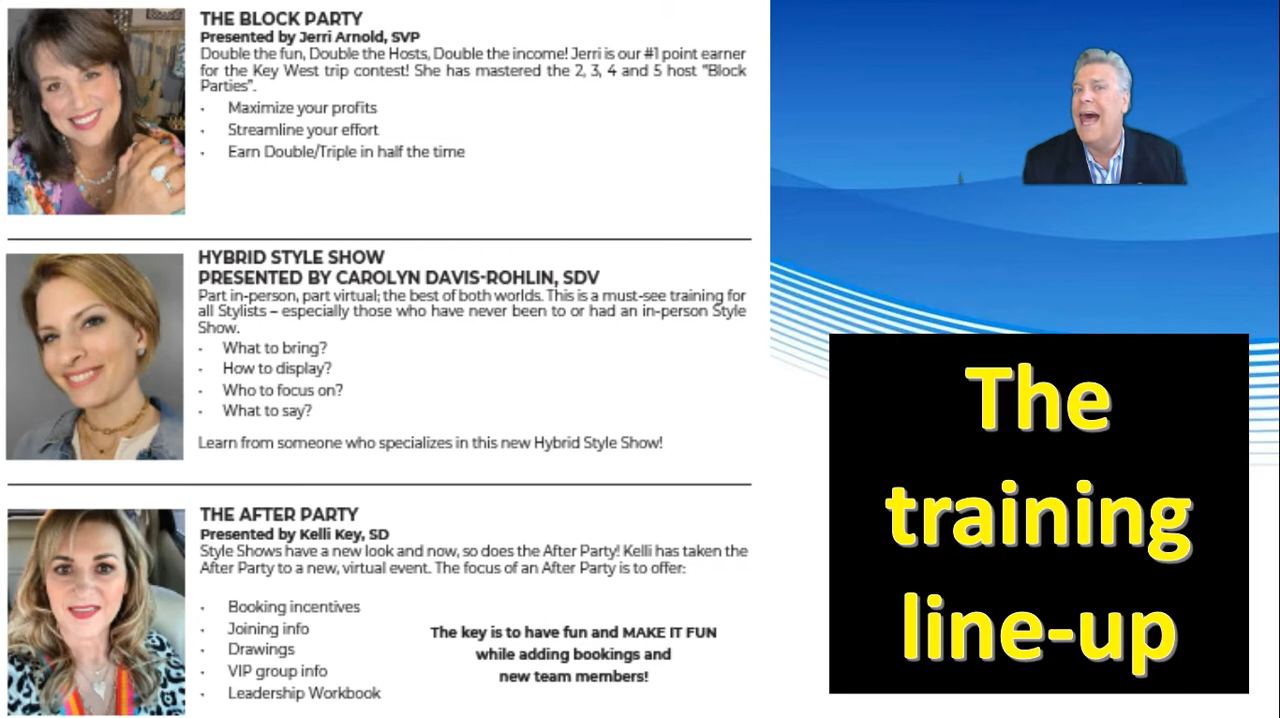 THE BLOCK PARTY
Presented by Jerri Arnold, SVP
Double the fun, Double the Hosts, Double the income! Jerri is our #1 point earner
for the Key West trip contest! She has mastered the 2, 3, 4 and 5 host “Block
Parties”.
· Maximize your profits
· Streamline your effort
· Earn Double/Triple in half the time
HYBRID STYLE SHOW
PRESENTED BY CAROLYN DAVIS-ROHLIN, SDV
Part in-person, part virtual; the best of both worlds. This is a must-see training for
all Stylists – especially those who have never been to or had an in-person Style
Show.
· What to bring?
· How to display?
· Who to focus on?
· What to say?
Learn from someone who specializes in this new Hybrid Style Show!
THE AFTER PARTY
Presented by Kelli Key, SD
Style Shows have a new look and now, so does the After Party! Kelli has taken the
After Party to a new, virtual event. The focus of an After Party is to offer:
· Booking incentives
· Joining info
· Drawings
· VIP group info
· Leadership Workbook
The key is to have fun and MAKE IT FUN
while adding bookings and
new team members!
The
training
line-up